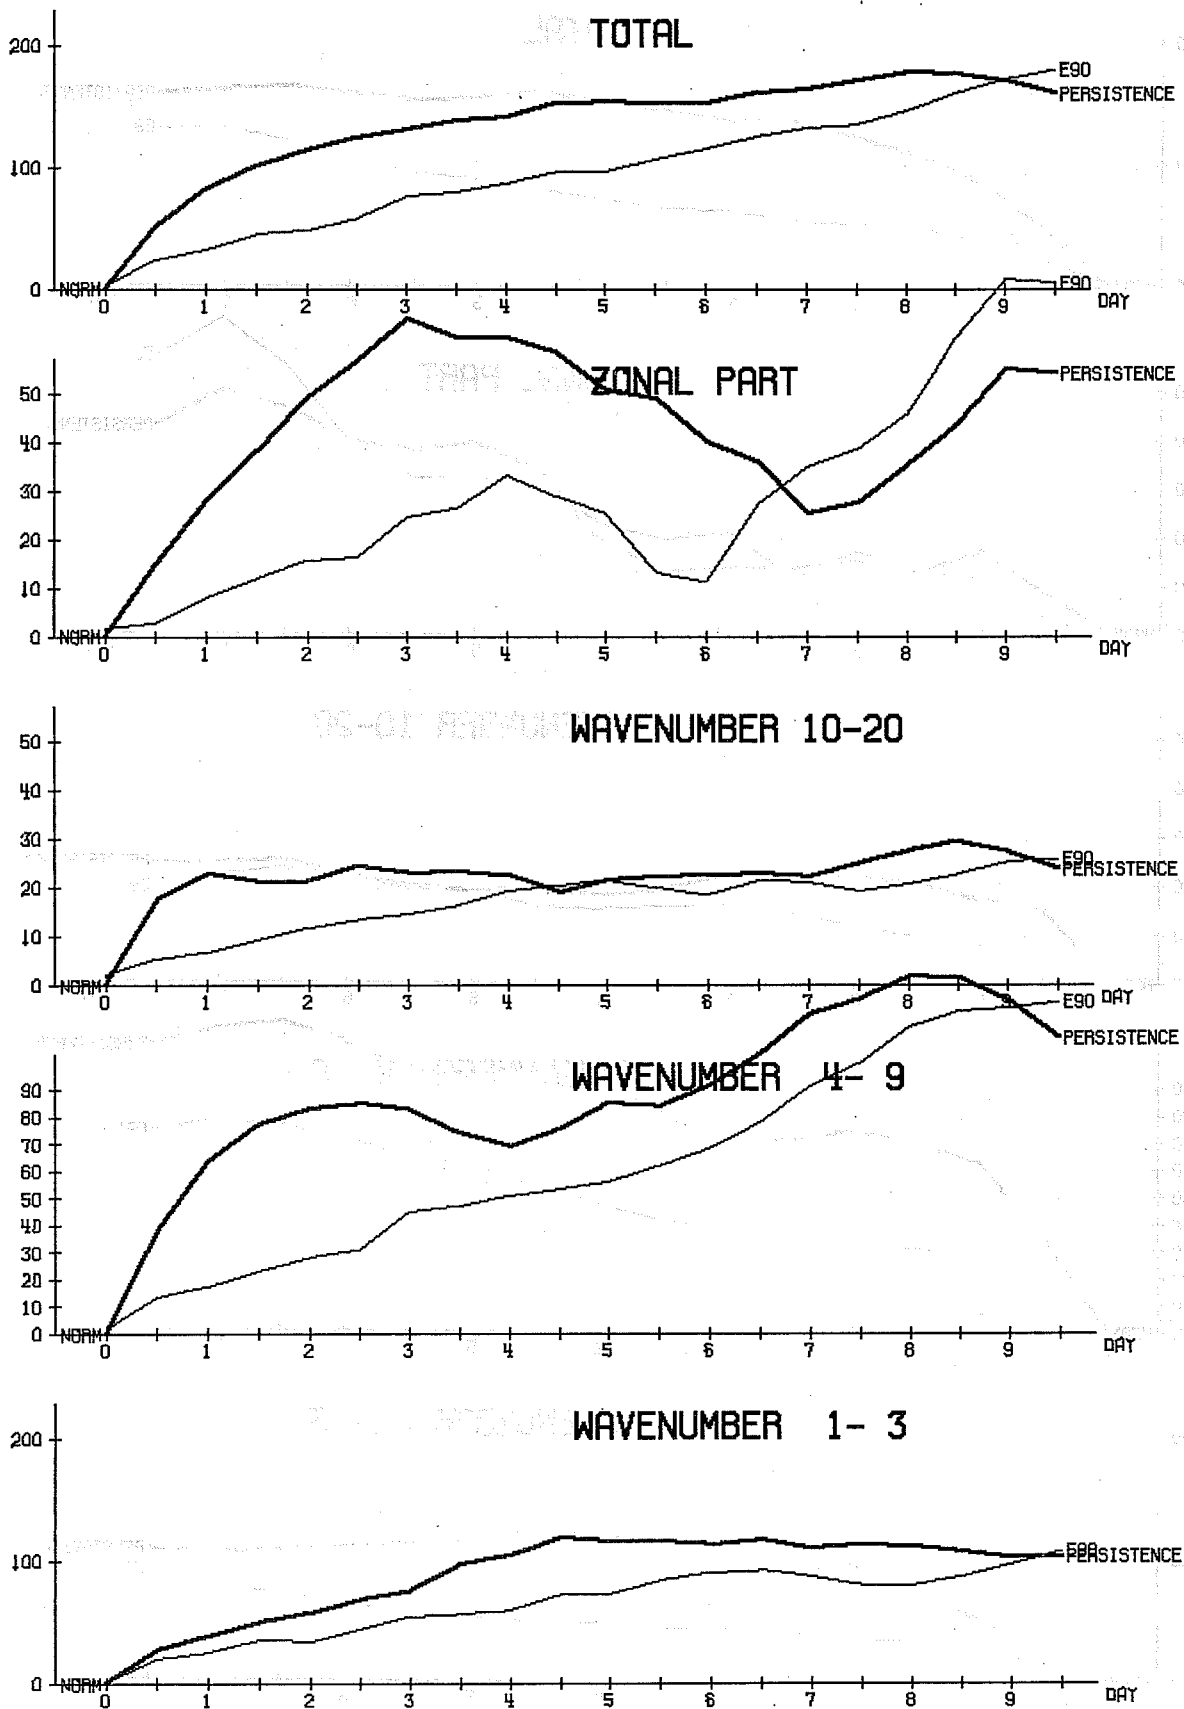 TOTAL
200
100
0
NORM
E90
PERSISTENCE
0 1 2 3 4 5 6 7 8 9 DAY
E90
ZONAL PART
50
40
30
20
10
0
NORM
PERSISTENCE
0 1 2 3 4 5 6 7 8 9 DAY
WAVENUMBER 10-20
50
40
30
20
10
0
NORM
E90
PERSISTENCE
0 1 2 3 4 5 6 7 8 9 DAY
E90
PERSISTENCE
WAVENUMBER 4- 9
90
80
70
60
50
40
30
20
10
0
NORM
0 1 2 3 4 5 6 7 8 9 DAY
WAVENUMBER 1- 3
200
100
0
NORM
E90
PERSISTENCE
0 1 2 3 4 5 6 7 8 9 DAY